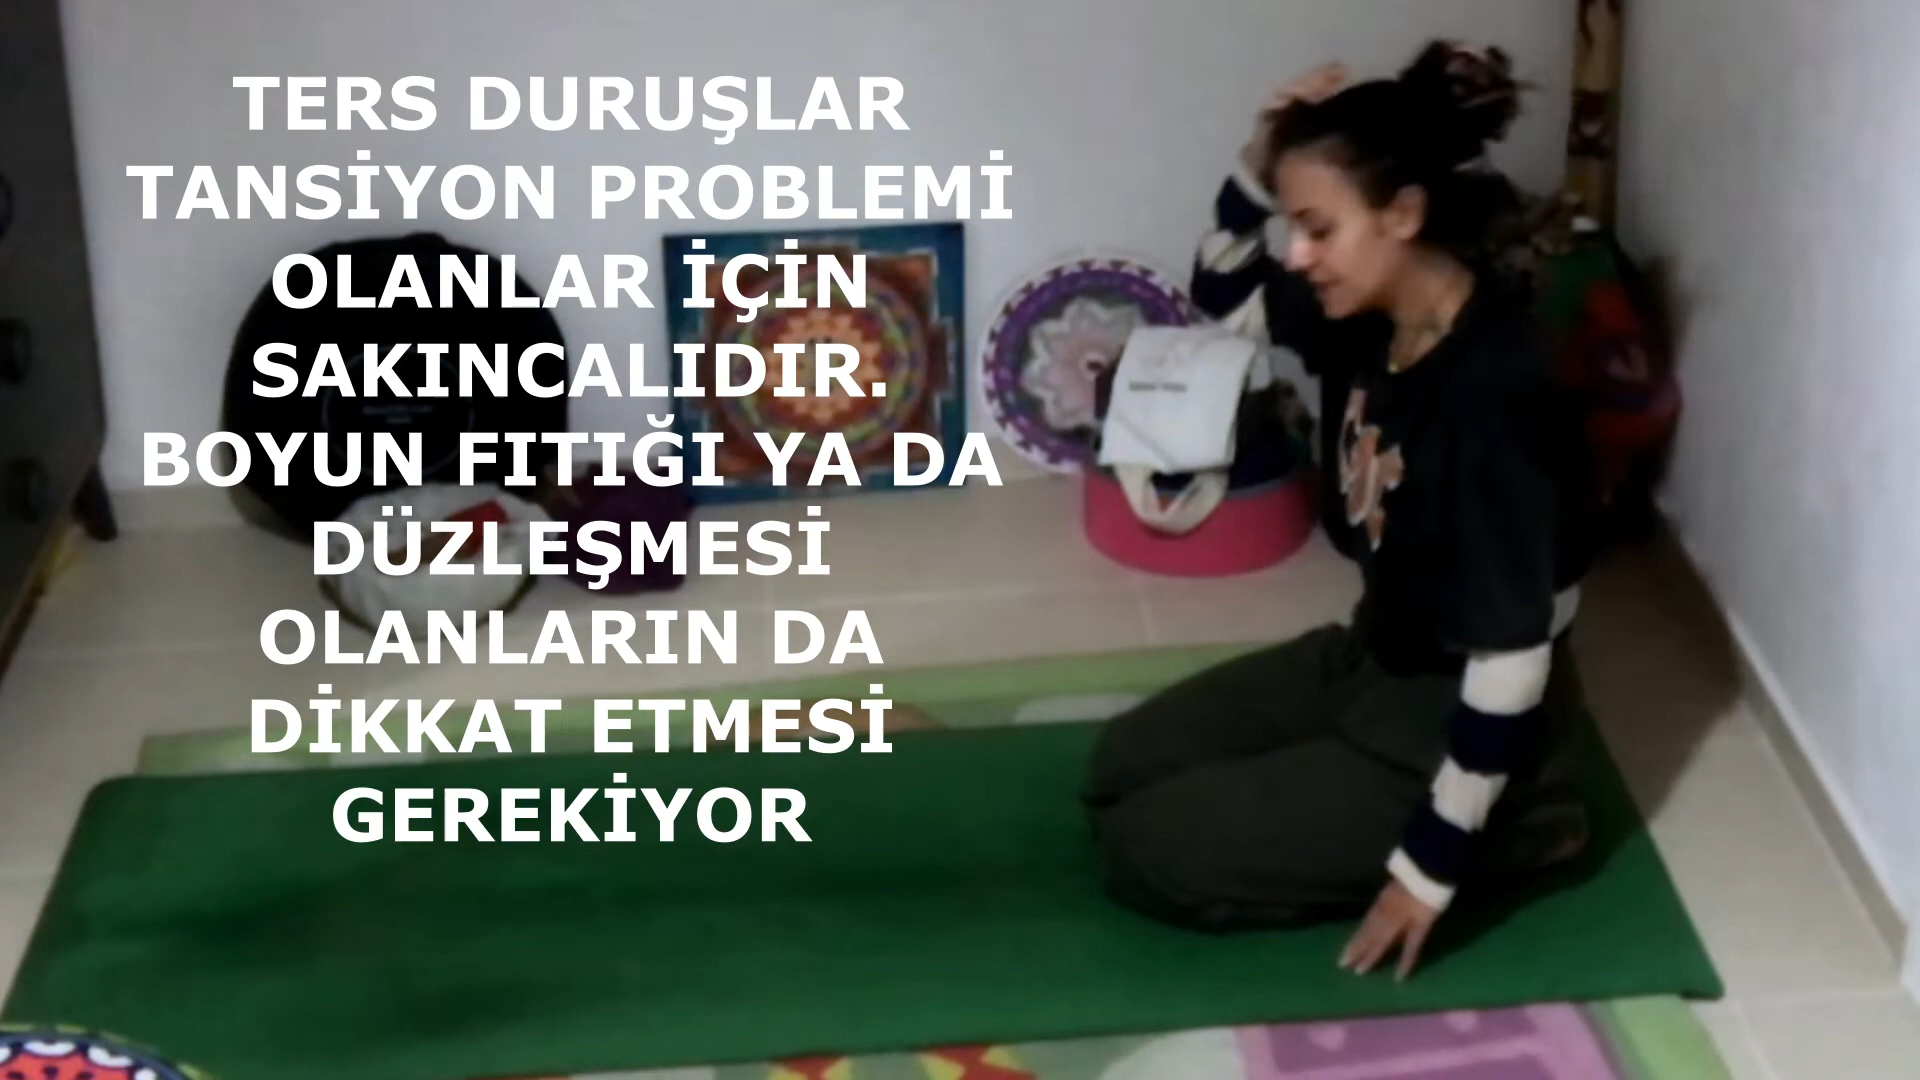 TERS DURUŞLAR
TANSİYON PROBLEMİ
OLANLAR İÇİN
SAKINCALIDIR.
BOYUN FITIĞI YA DA
DÜZLEŞMESİ
OLANLARIN DA
DİKKAT ETMESİ
GEREKİYOR